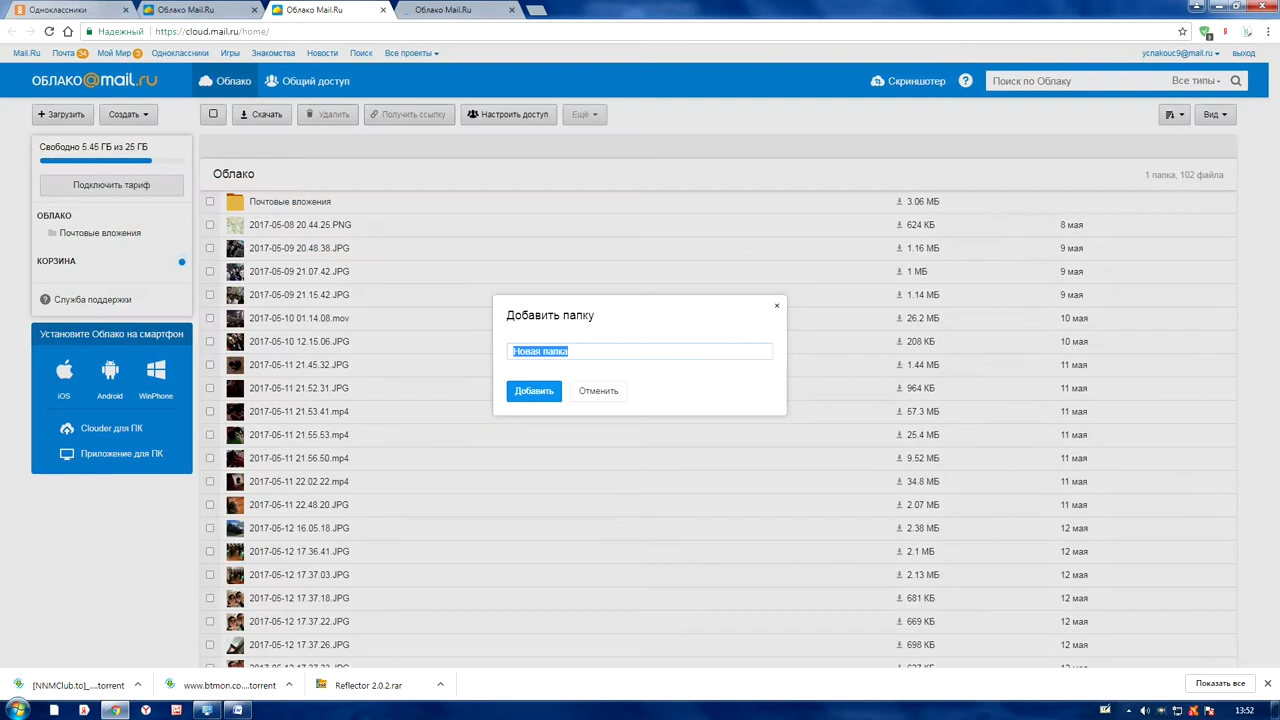 Одноклассники
Облако Mail.Ru
Облако Mail.Ru
Облако Mail.Ru
Надежный
https://cloud.mail.ru/home/
Mail.Ru Почта 34 Мой Мир 3 Одноклассники Игры Знакомства Новости Поиск Все проекты
ycnakouc9@mail.ru выход
ОБЛАКО@mail.ru Облако Общий доступ Скриншотер ? Поиск по Облаку Все типы
+ Загрузить Создать Скачать Удалить Получить ссылку Настроить доступ Ещё Вид
Свободно 5.45 ГБ из 25 ГБ
Подключить тариф
ОБЛАКО
Почтовые вложения
КОРЗИНА
Служба поддержки
Установите Облако на смартфон
iOS Android WinPhone
Clouder для ПК
Приложение для ПК
Облако 1 папка, 102 файла
Почтовые вложения 3.06 МБ
2017-05-08 20.44.25.PNG 624 КБ 8 мая
2017-05-09 20.48.38.JPG 1.16 МБ 9 мая
2017-05-09 21.07.42.JPG 1 МБ 9 мая
2017-05-09 21.15.42.JPG 1.14 МБ 9 мая
2017-05-10 01.14.08.mov 26.2 МБ 10 мая
2017-05-10 12.15.06.JPG 208 КБ 10 мая
2017-05-11 21.45.32.JPG 1.44 МБ 11 мая
2017-05-11 21.52.31.JPG 964 КБ 11 мая
2017-05-11 21.53.41.mp4 57.3 МБ 11 мая
2017-05-11 21.55.53.mp4 25.4 МБ 11 мая
2017-05-11 21.56.50.mp4 9.52 МБ 11 мая
2017-05-11 22.02.22.mp4 34.8 МБ 11 мая
2017-05-11 22.48.20.JPG 2.07 МБ 11 мая
2017-05-12 16.05.18.JPG 2.38 МБ 12 мая
2017-05-12 17.36.41.JPG 2.1 МБ 12 мая
2017-05-12 17.37.03.JPG 2.13 МБ 12 мая
2017-05-12 17.37.18.JPG 681 КБ 12 мая
2017-05-12 17.37.22.JPG 669 КБ 12 мая
2017-05-12 17.37.26.JPG 698 КБ 12 мая
Добавить папку
Новая папка
Добавить Отменить
[NNMClub.to]_....torrent www.btmon.co....torrent Reflector 2.0.2.rar Показать все
13:52